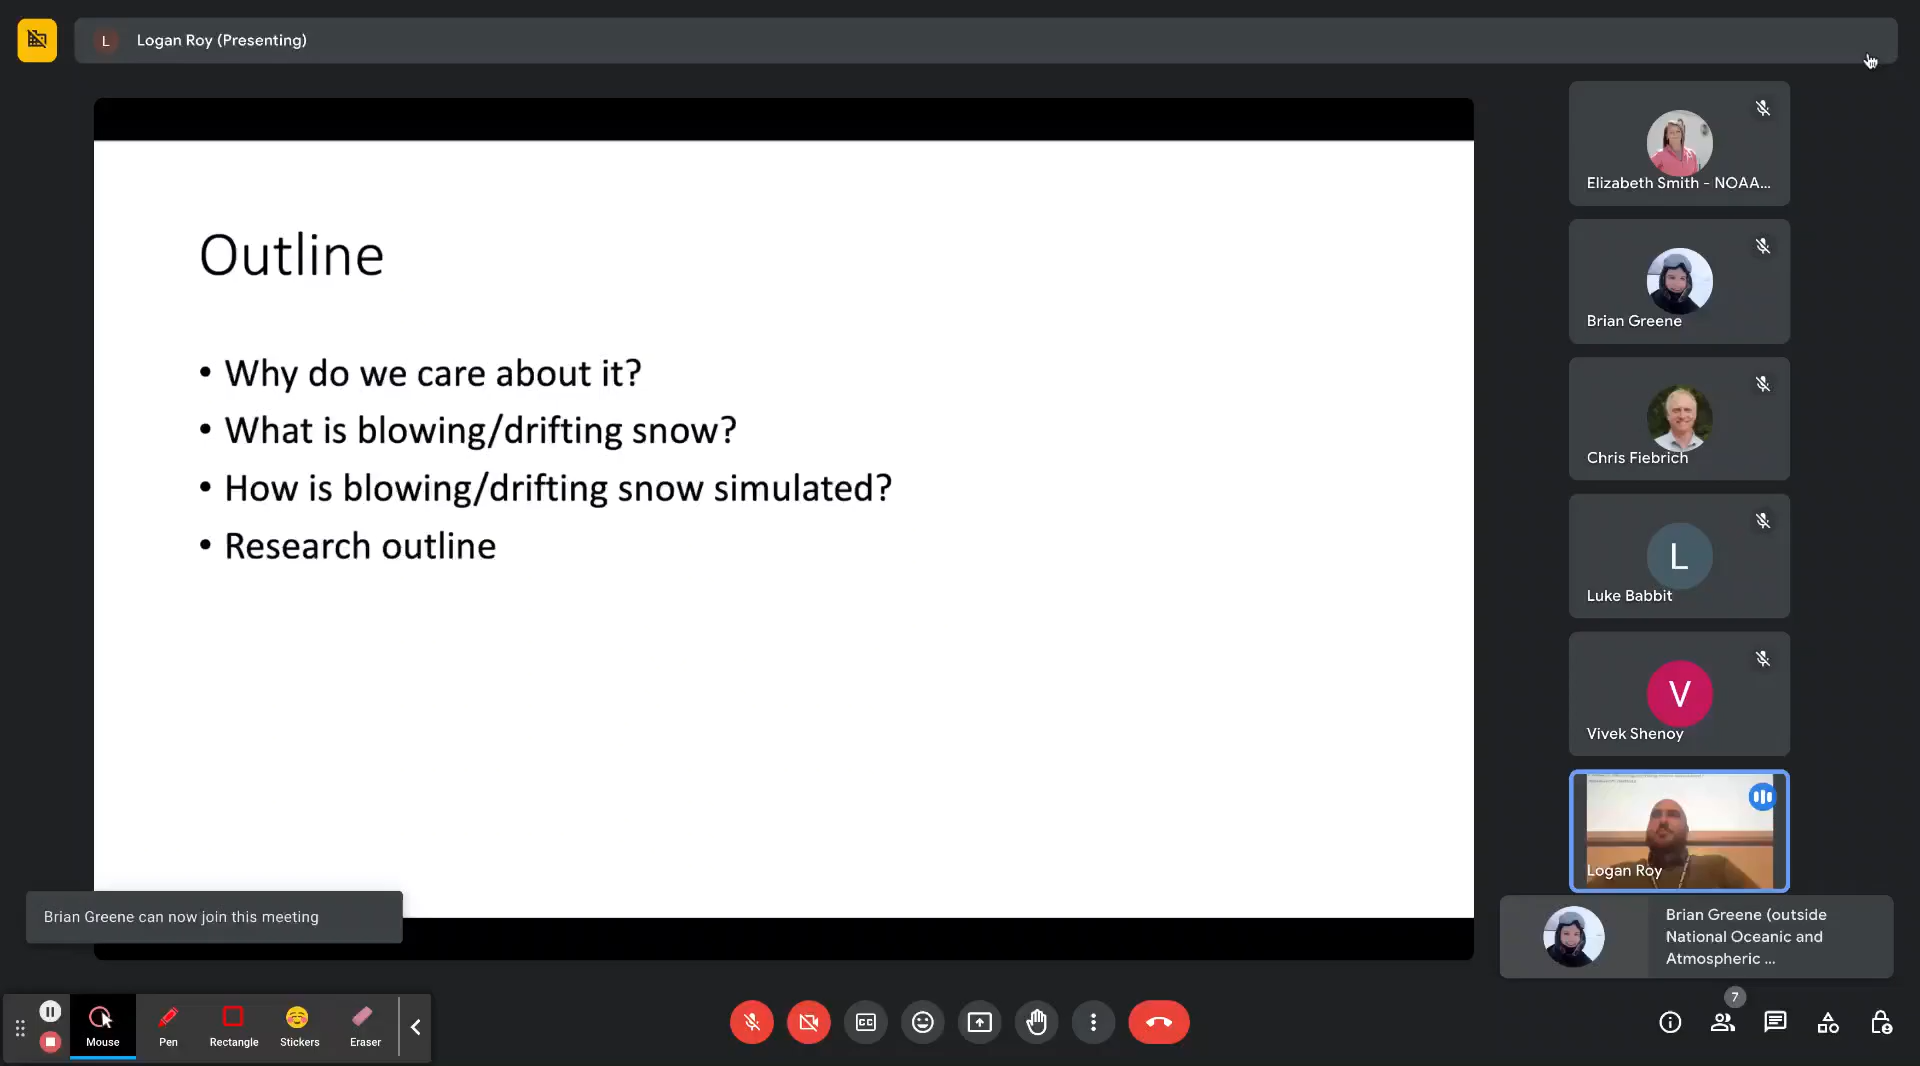 L
Logan Roy (Presenting)
Outline
• Why do we care about it?
• What is blowing/drifting snow?
• How is blowing/drifting snow simulated?
• Research outline
Elizabeth Smith - NOAA...
Brian Greene
Chris Fiebrich
L
Luke Babbit
V
Vivek Shenoy
Logan Roy
Brian Greene can now join this meeting
Brian Greene (outside
National Oceanic and
Atmospheric ...
Mouse
Pen
Rectangle
Stickers
Eraser
CC
7